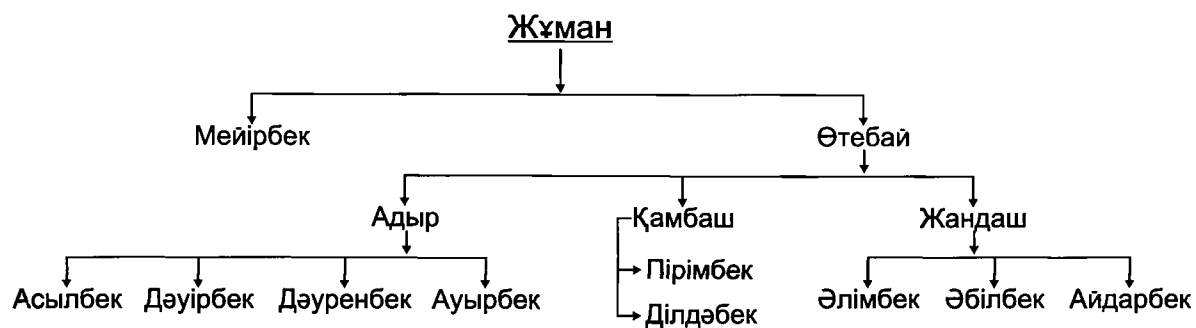 Жұман
Мейірбек Өтебай
Адыр Қамбаш Жандаш
Пірімбек
Асылбек Дәуірбек Дәуренбек Ауырбек Әлімбек Әбілбек Айдарбек
Ділдәбек